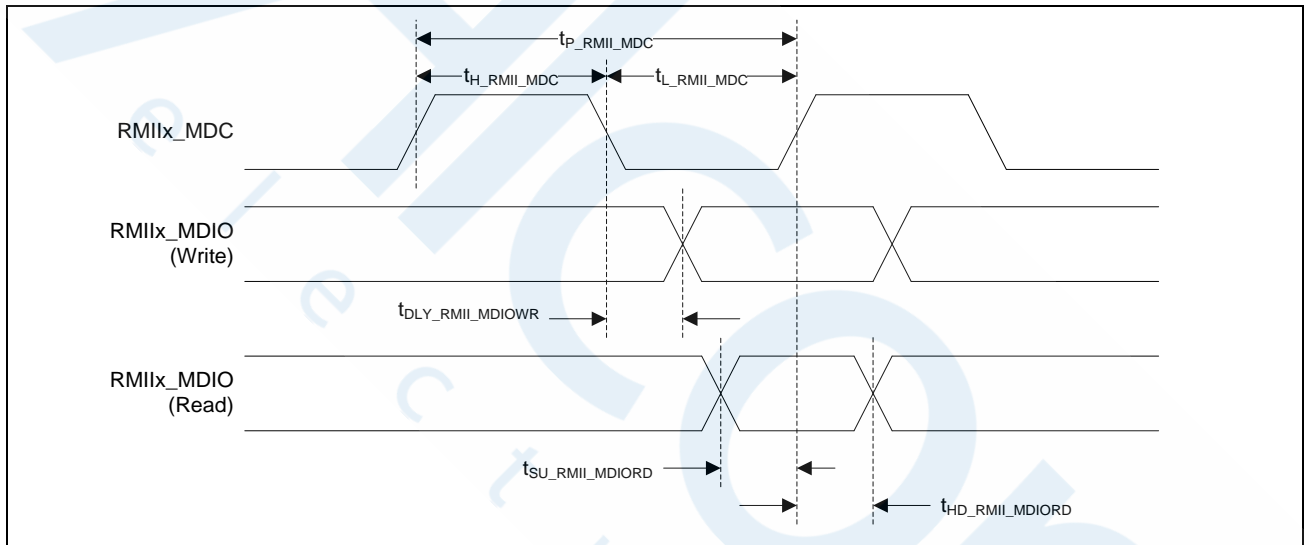 tP_RMII_MDC
tH_RMII_MDC tL_RMII_MDC
RMIIx_MDC
RMIIx_MDIO
(Write)
tDLY_RMII_MDIOWR
RMIIx_MDIO
(Read)
tSU_RMII_MDIORD
tHD_RMII_MDIORD